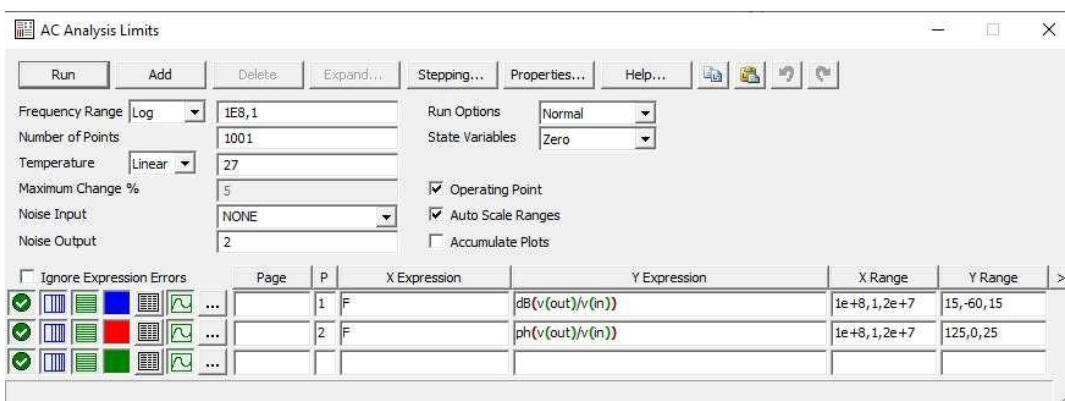 AC Analysis Limits
Run Add Delete Expand... Stepping... Properties... Help...
Frequency Range Log 1E8,1 Run Options Normal
Number of Points 1001 State Variables Zero
Temperature Linear 27
Maximum Change % 5 Operating Point
Noise Input NONE Auto Scale Ranges
Noise Output 2 Accumulate Plots
Ignore Expression Errors Page P X Expression Y Expression X Range Y Range >
... 1 F dB(v(out)/v(in)) 1e+8,1,2e+7 15,-60,15
... 2 F ph(v(out)/v(in)) 1e+8,1,2e+7 125,0,25
...